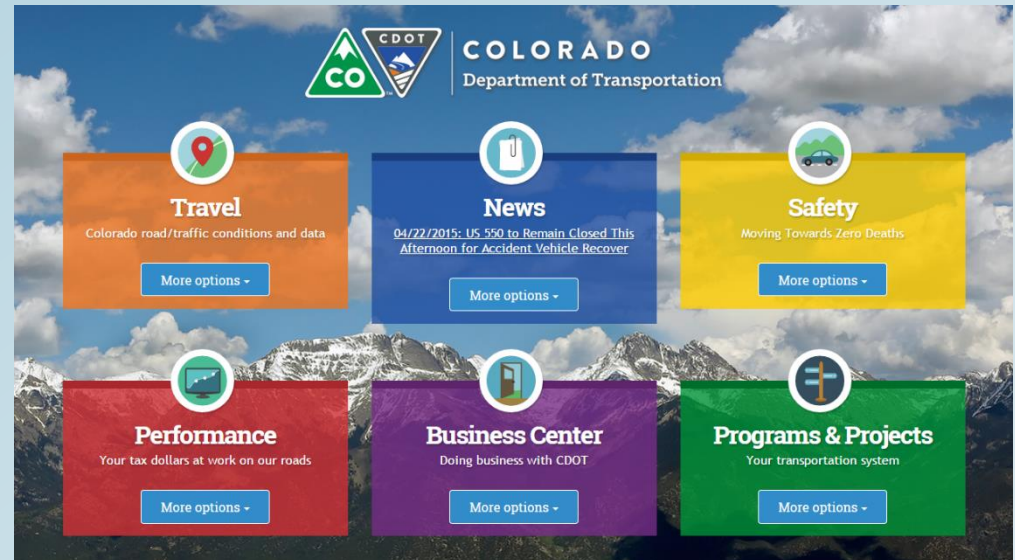 CO
CDOT
COLORADO
Department of Transportation
Travel
Colorado road/traffic conditions and data
More options
News
04/22/2015: US 550 to Remain Closed This
Afternoon for Accident Vehicle Recover
More options
Safety
Moving Towards Zero Deaths
More options
Performance
Your tax dollars at work on our roads
More options
Business Center
Doing business with CDOT
More options
Programs & Projects
Your transportation system
More options